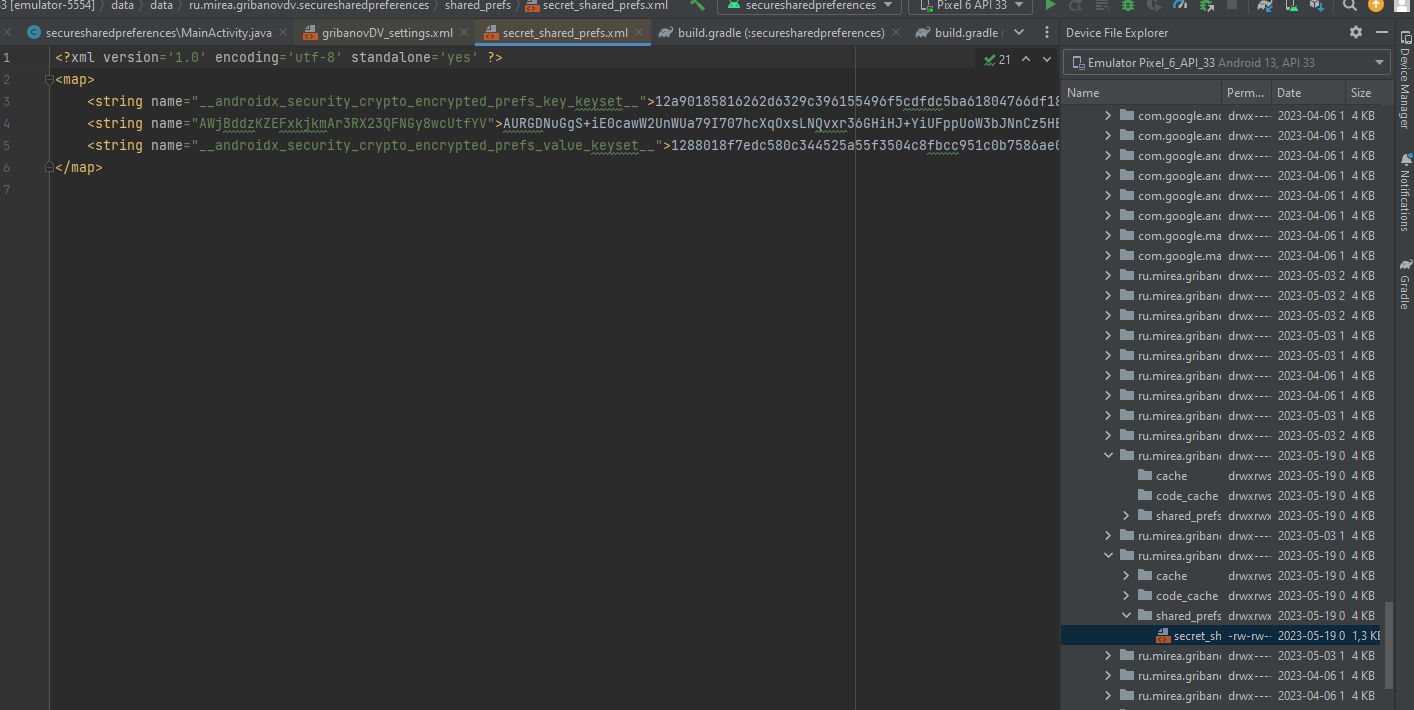 3 [emulator-5554] data data ru.mirea.gribanovdv.securesharedpreferences shared_prefs secret_shared_prefs.xml securesharedpreferences Pixel 6 API 33
securesharedpreferences\MainActivity.java gribanovDV_settings.xml secret_shared_prefs.xml build.gradle (:securesharedpreferences) build.gradle
Device File Explorer
Emulator Pixel_6_API_33 Android 13, API 33
21
1 <?xml version='1.0' encoding='utf-8' standalone='yes' ?>
2 <map>
3 <string name="__androidx_security_crypto_encrypted_prefs_key_keyset__">12a90185816262d6329c396155496f5cdfdc5ba61804766df18
4 <string name="AWjBddzKZEFxkjkmAr3RX23QFNGy8wcUtfYV">AURGDNuGgS+iE0cawW2UnWUa79I707hcXqOxsLNQvxr36GHiHJ+YiUFppUoW3bJNnCz5HE
5 <string name="__androidx_security_crypto_encrypted_prefs_value_keyset__">1288018f7edc580c344525a55f3504c8fbcc951c0b7586ae0
6 </map>
7
Name Perm... Date Size
com.google.and drwx--- 2023-04-06 1 4 KB
com.google.and drwx--- 2023-04-06 1 4 KB
com.google.and drwx--- 2023-04-06 1 4 KB
com.google.and drwx--- 2023-04-06 1 4 KB
com.google.and drwx--- 2023-04-06 1 4 KB
com.google.and drwx--- 2023-04-06 1 4 KB
com.google.ma drwx--- 2023-04-06 1 4 KB
com.google.ma drwx--- 2023-04-06 1 4 KB
ru.mirea.griban drwx--- 2023-05-03 2 4 KB
ru.mirea.griban drwx--- 2023-05-03 2 4 KB
ru.mirea.griban drwx--- 2023-05-03 2 4 KB
ru.mirea.griban drwx--- 2023-05-03 1 4 KB
ru.mirea.griban drwx--- 2023-05-03 1 4 KB
ru.mirea.griban drwx--- 2023-04-06 1 4 KB
ru.mirea.griban drwx--- 2023-04-06 1 4 KB
ru.mirea.griban drwx--- 2023-05-03 1 4 KB
ru.mirea.griban drwx--- 2023-05-03 2 4 KB
ru.mirea.griban drwx--- 2023-05-19 0 4 KB
cache drwxrws 2023-05-19 0 4 KB
code_cache drwxrws 2023-05-19 0 4 KB
shared_prefs drwxrwx 2023-05-19 0 4 KB
ru.mirea.griban drwx--- 2023-05-03 1 4 KB
ru.mirea.griban drwx--- 2023-05-19 0 4 KB
cache drwxrws 2023-05-19 0 4 KB
code_cache drwxrws 2023-05-19 0 4 KB
shared_prefs drwxrwx 2023-05-19 0 4 KB
secret_sh -rw-rw-- 2023-05-19 0 1,3 KE
ru.mirea.griban drwx--- 2023-05-03 1 4 KB
ru.mirea.griban drwx--- 2023-04-06 1 4 KB
ru.mirea.griban drwx--- 2023-04-06 1 4 KB
Device Manager
Notifications
Gradle